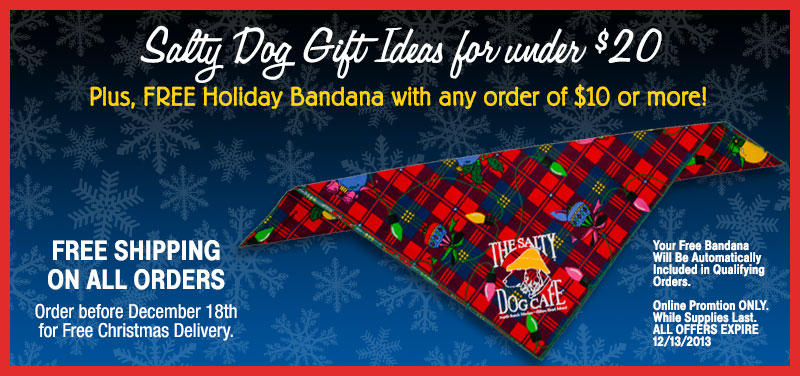 Salty Dog Gift Ideas for under $20
Plus, FREE Holiday Bandana with any order of $10 or more!
FREE SHIPPING
ON ALL ORDERS
Order before December 18th
for Free Christmas Delivery.
THE SALTY
DOG CAFE
Your Free Bandana
Will Be Automatically
Included in Qualifying
Orders.
Online Promtion ONLY.
While Supplies Last.
ALL OFFERS EXPIRE
12/13/2013